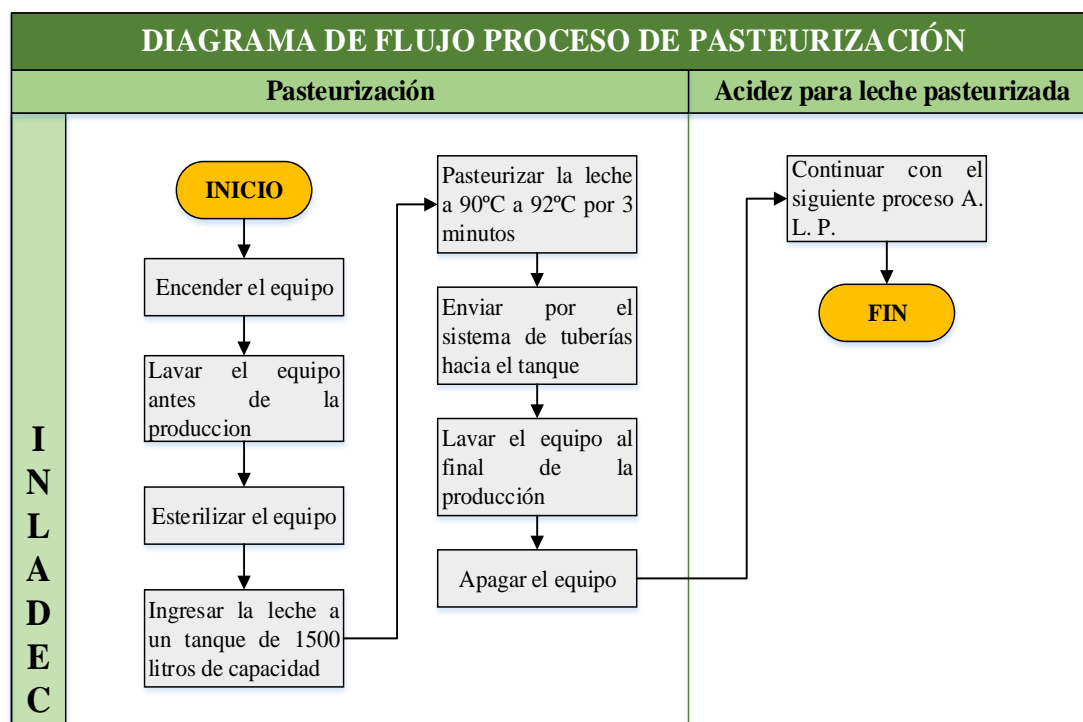 DIAGRAMA DE FLUJO PROCESO DE PASTEURIZACIÓN
Pasteurización
Acidez para leche pasteurizada
I
N
L
A
D
E
C
INICIO
Encender el equipo
Lavar el equipo
antes de la
produccion
Esterilizar el equipo
Ingresar la leche a
un tanque de 1500
litros de capacidad
Pasteurizar la leche
a 90ºC a 92ºC por 3
minutos
Enviar por el
sistema de tuberías
hacia el tanque
Lavar el equipo al
final de la
producción
Apagar el equipo
Continuar con el
siguiente proceso A.
L. P.
FIN